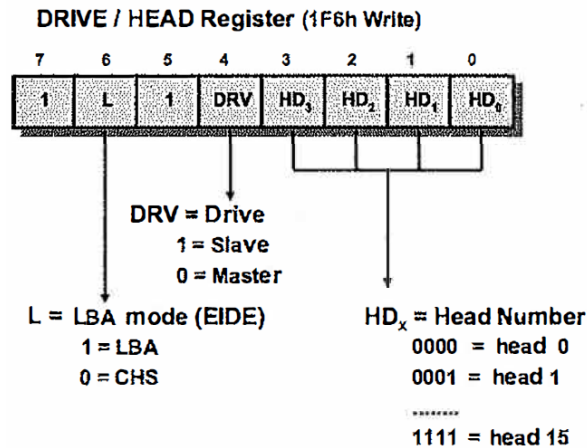 DRIVE / HEAD Register (1F6h Write)
7 6 5 4 3 2 1 0
1 L 1 DRV HD₃ HD₂ HD₁ HD₀
DRV = Drive
1 = Slave
0 = Master
L = LBA mode (EIDE)
1 = LBA
0 = CHS
HDₓ = Head Number
0000 = head 0
0001 = head 1
........
1111 = head 15